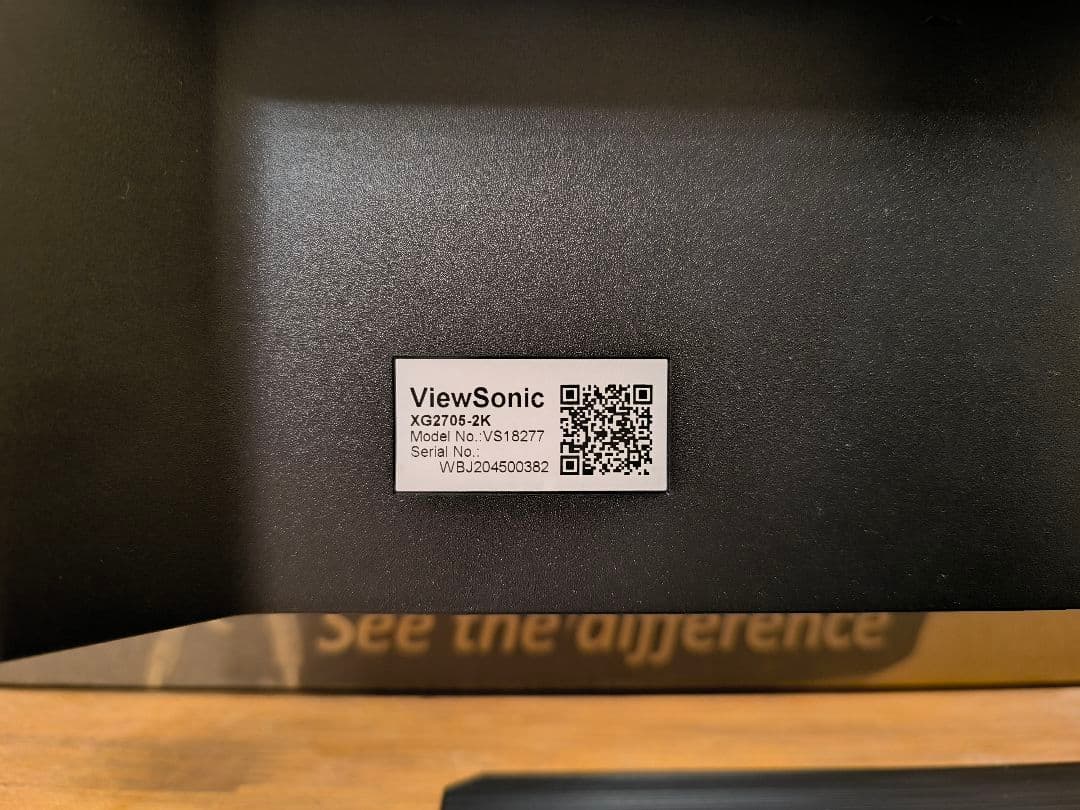 ViewSonic
XG2705-2K
Model No.:VS18277
Serial No.:
WBJ204500382
See the difference